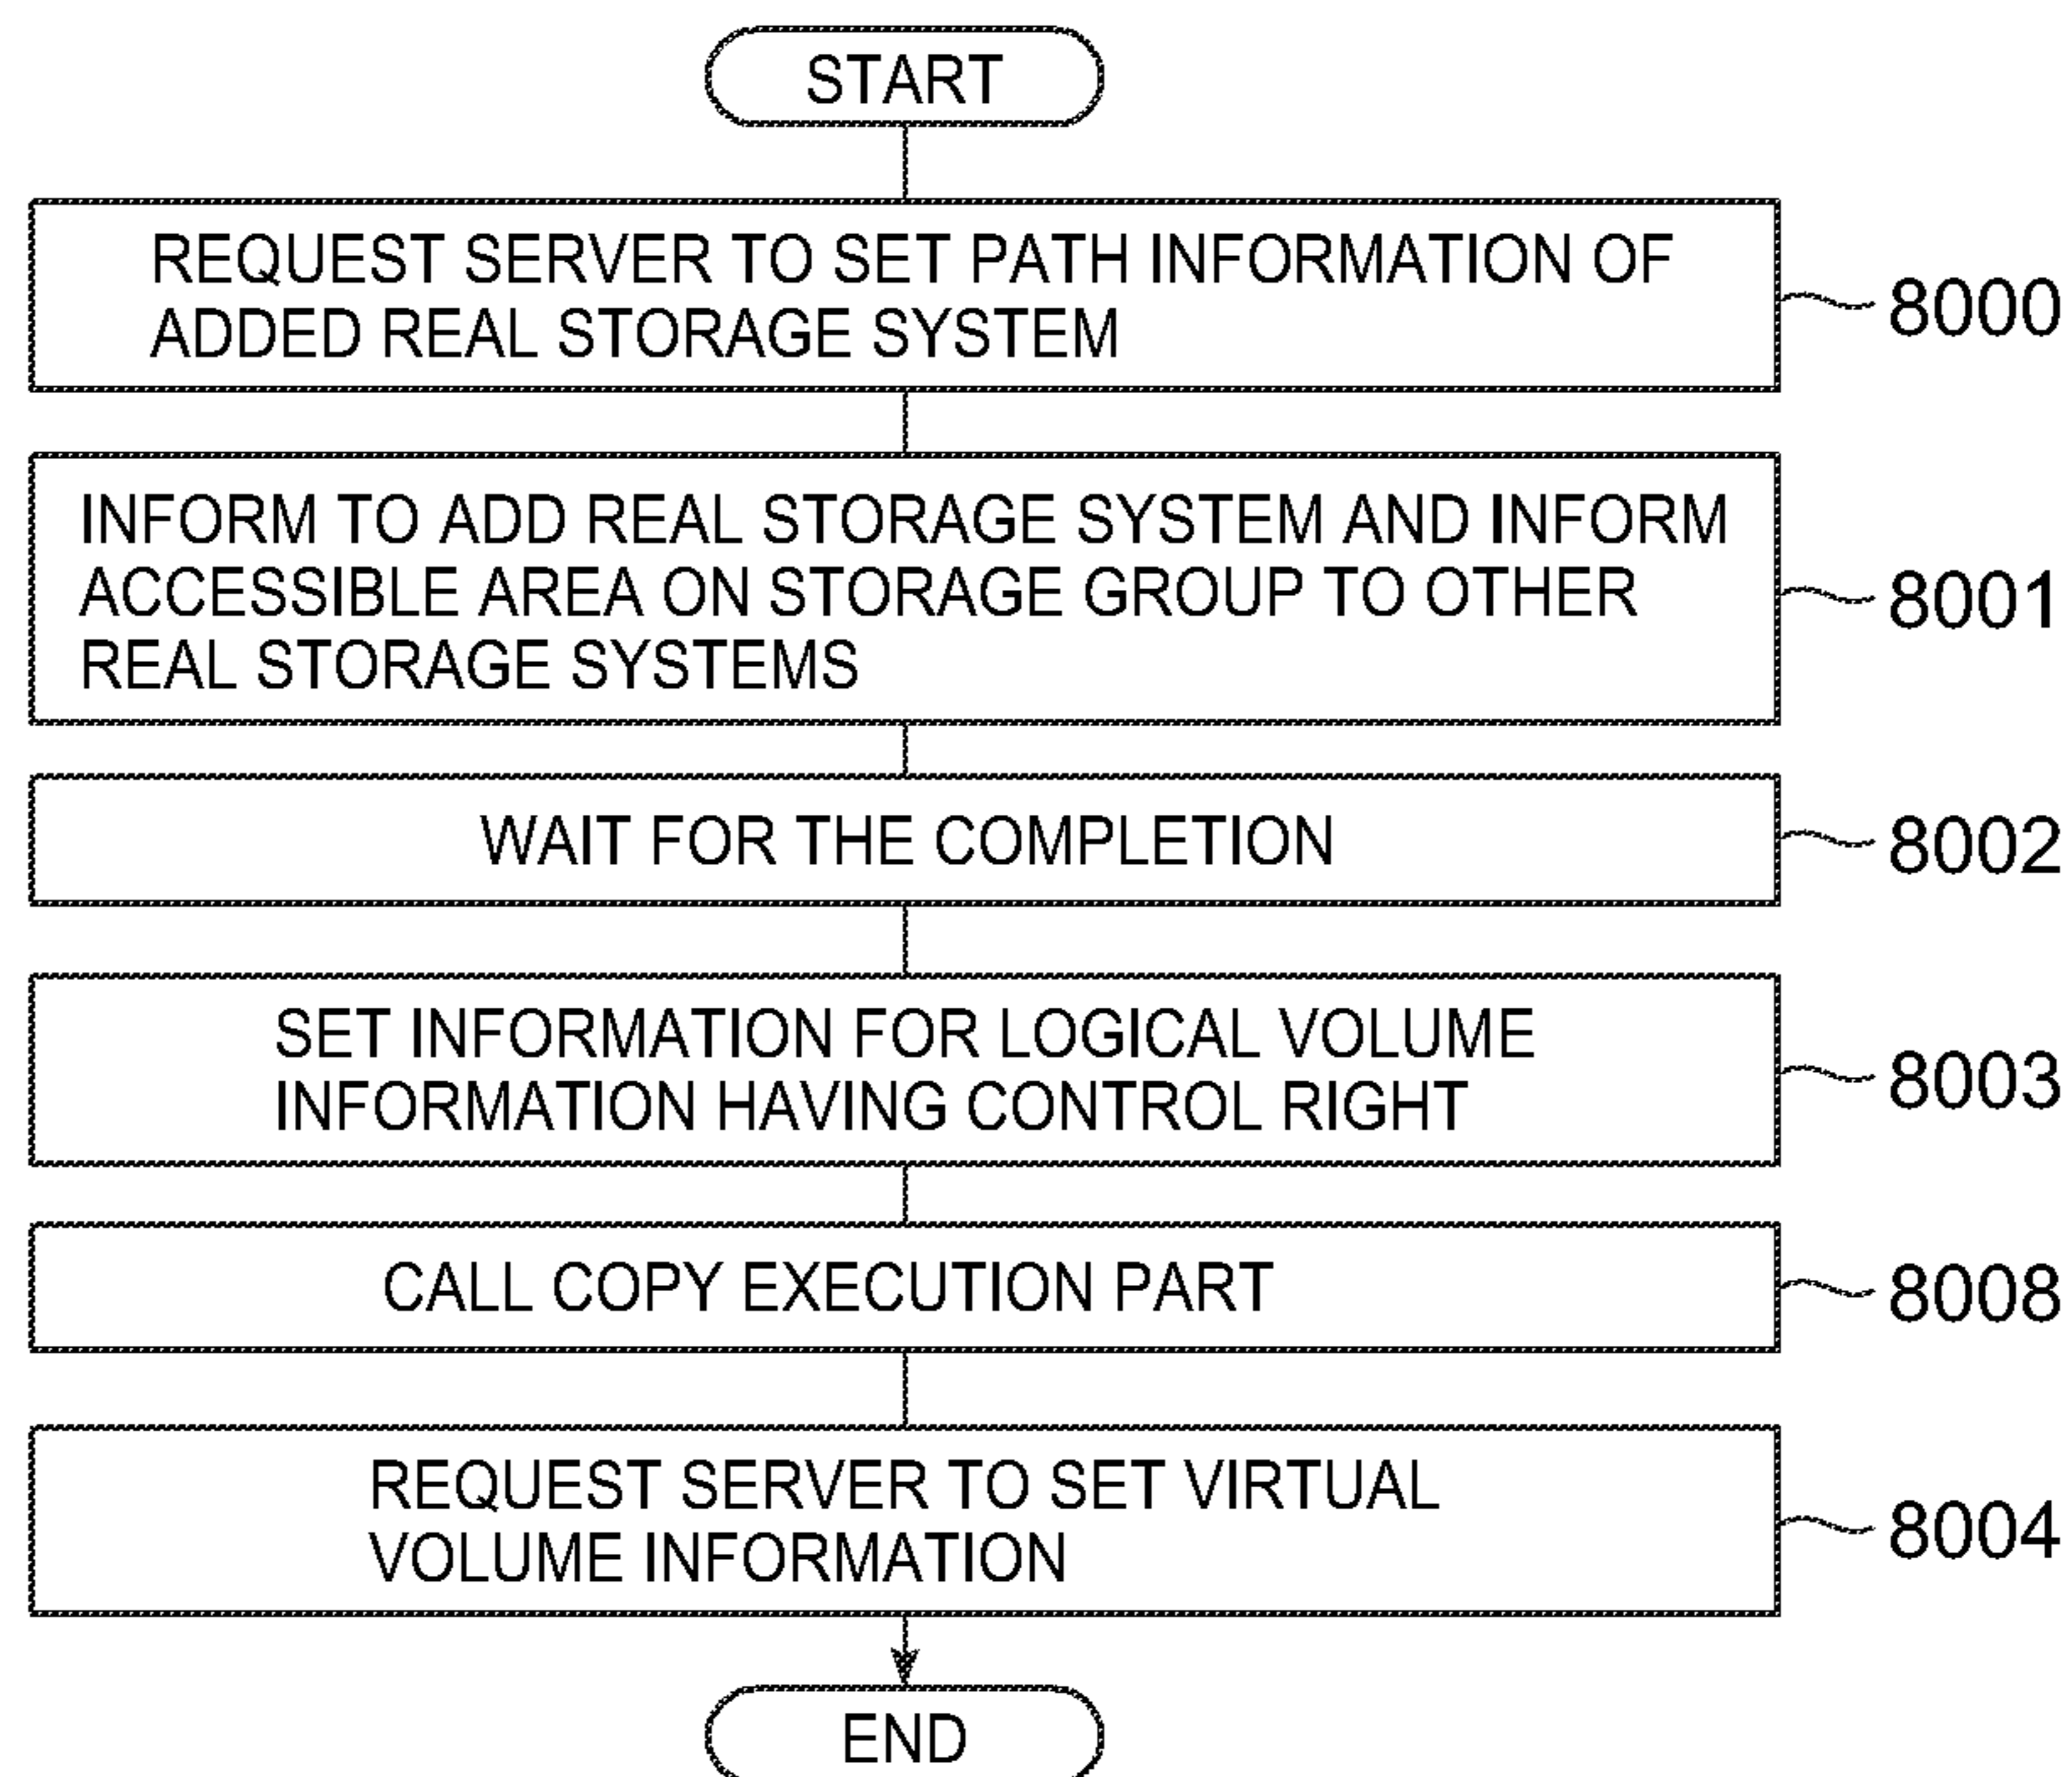 START
REQUEST SERVER TO SET PATH INFORMATION OF
ADDED REAL STORAGE SYSTEM
8000
INFORM TO ADD REAL STORAGE SYSTEM AND INFORM
ACCESSIBLE AREA ON STORAGE GROUP TO OTHER
REAL STORAGE SYSTEMS
8001
WAIT FOR THE COMPLETION
8002
SET INFORMATION FOR LOGICAL VOLUME
INFORMATION HAVING CONTROL RIGHT
8003
CALL COPY EXECUTION PART
8008
REQUEST SERVER TO SET VIRTUAL
VOLUME INFORMATION
8004
END